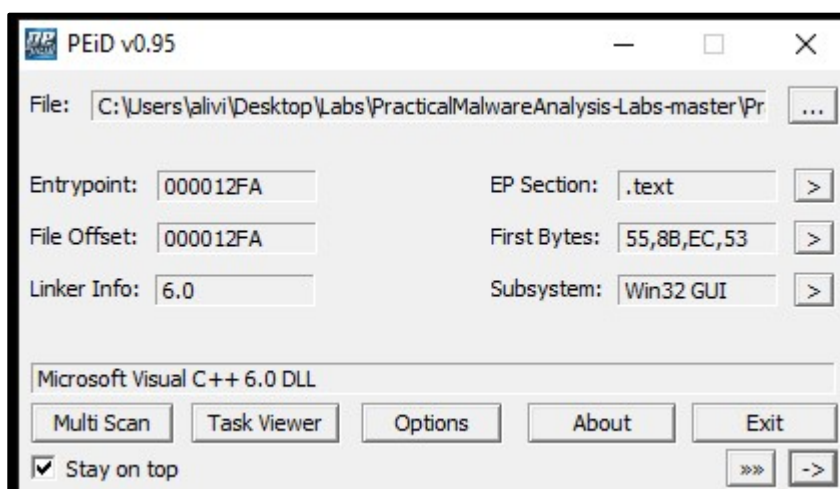 PEiD v0.95
File: C:\Users\alivi\Desktop\Labs\PracticalMalwareAnalysis-Labs-master\Pr ...
Entrypoint: 000012FA EP Section: .text >
File Offset: 000012FA First Bytes: 55,8B,EC,53 >
Linker Info: 6.0 Subsystem: Win32 GUI >
Microsoft Visual C++ 6.0 DLL
Multi Scan Task Viewer Options About Exit
Stay on top »» ->